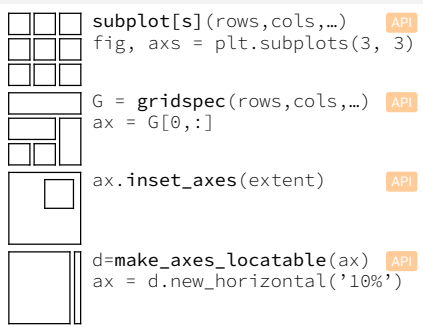 subplot[s](rows,cols,…) API
fig, axs = plt.subplots(3, 3)
G = gridspec(rows,cols,…) API
ax = G[0,:]
ax.inset_axes(extent) API
d=make_axes_locatable(ax) API
ax = d.new_horizontal(’10%’)